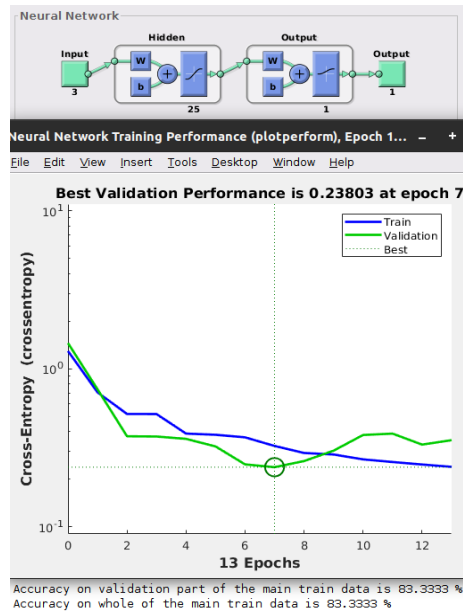 Neural Network
Hidden
Output
Input
Output
W
b
+
W
b
+
3
25
1
1
Neural Network Training Performance (plotperform), Epoch 1... – +
File Edit View Insert Tools Desktop Window Help
Best Validation Performance is 0.23803 at epoch 7
Train
Validation
Best
Cross-Entropy (crossentropy)
10^1
10^0
10^-1
0 2 4 6 8 10 12
13 Epochs
Accuracy on validation part of the main train data is 83.3333 %
Accuracy on whole of the main train data is 83.3333 %